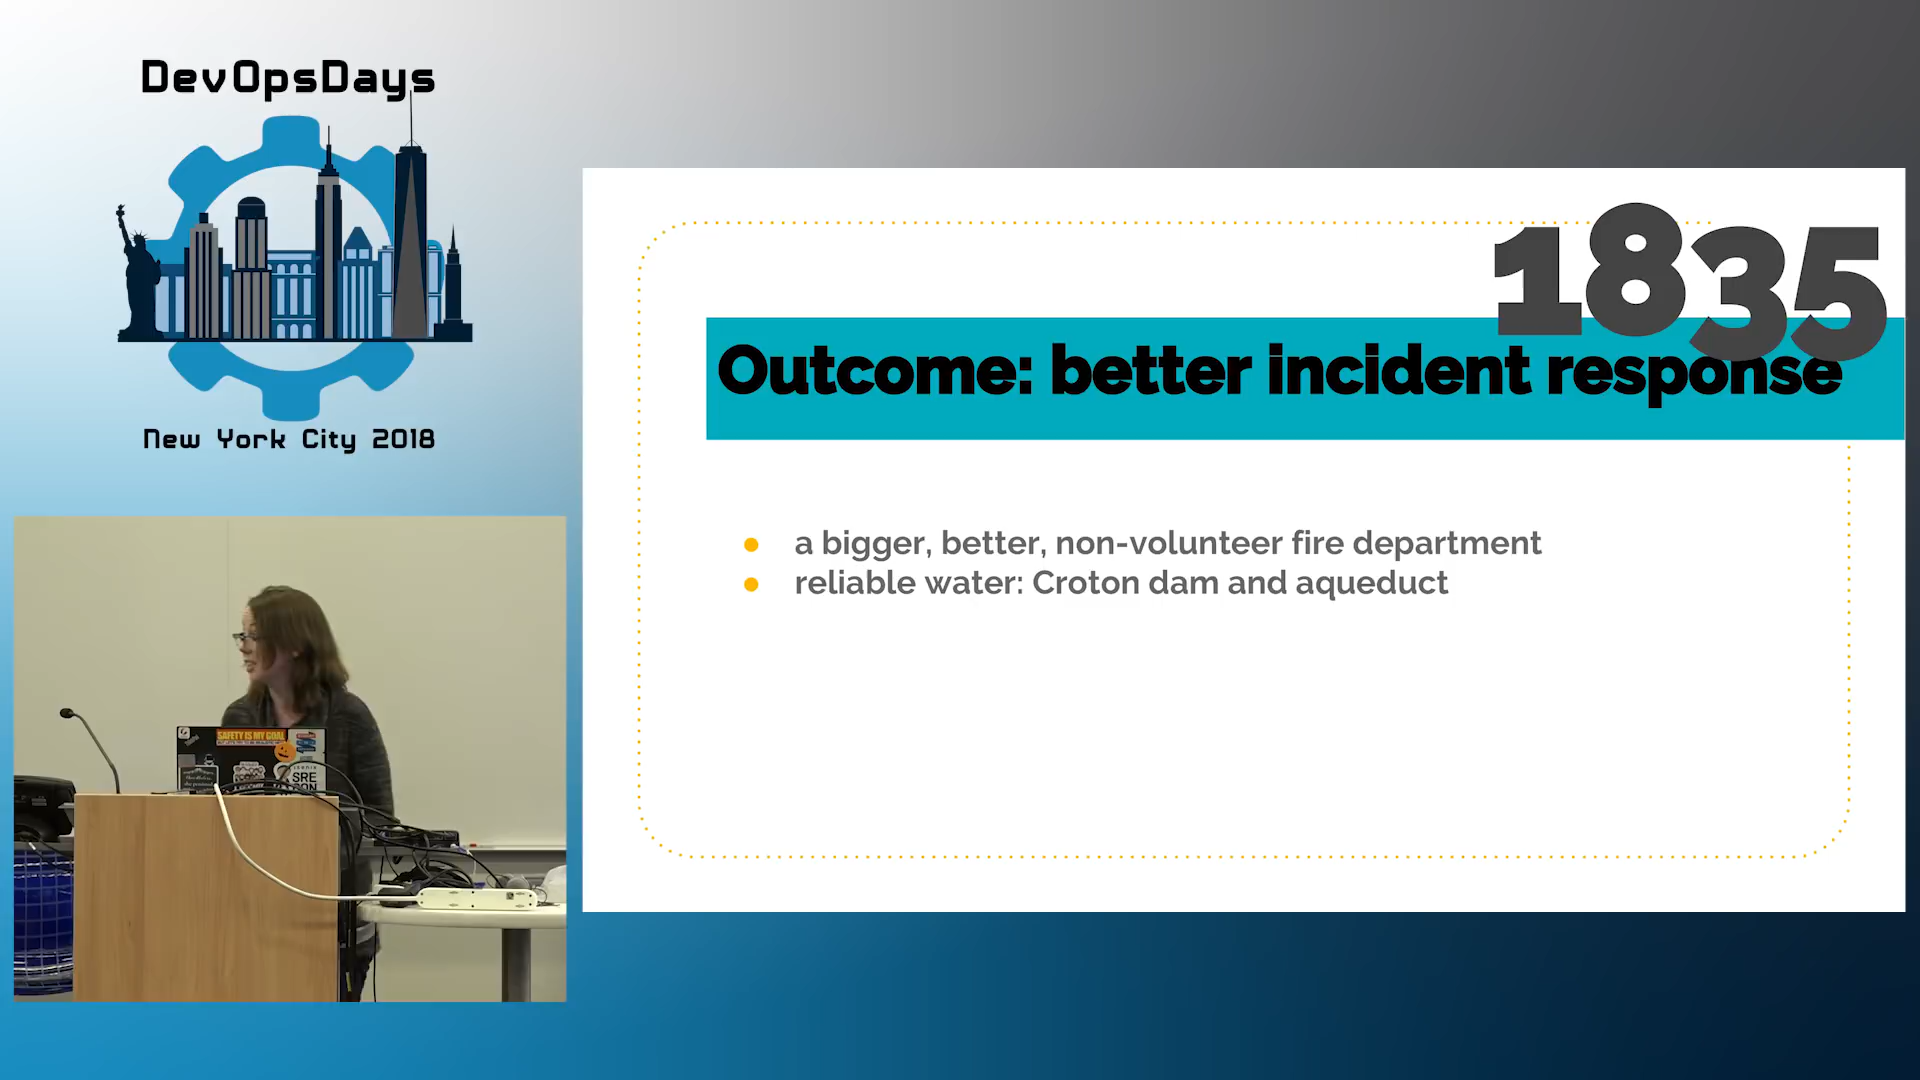 DevOpsDays
New York City 2018
1835
Outcome: better incident response
a bigger, better, non-volunteer fire department
reliable water: Croton dam and aqueduct
SAFETY IS MY GOAL
SRE